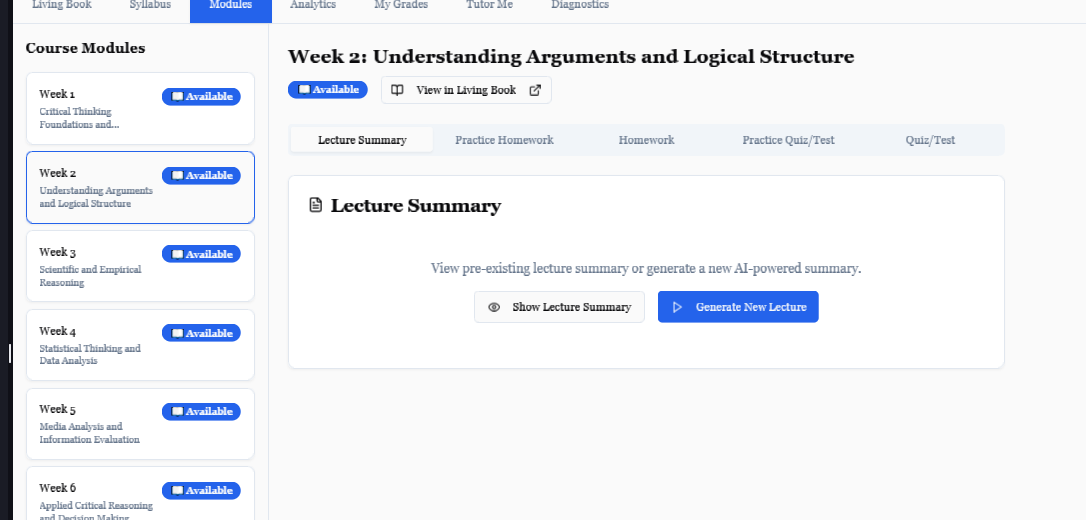 Living Book Syllabus Modules Analytics My Grades Tutor Me Diagnostics
Course Modules
Week 1
Available
Critical Thinking
Foundations and...
Week 2
Available
Understanding Arguments
and Logical Structure
Week 3
Available
Scientific and Empirical
Reasoning
Week 4
Available
Statistical Thinking and
Data Analysis
Week 5
Available
Media Analysis and
Information Evaluation
Week 6
Available
Applied Critical Reasoning
and Decision Making
Week 2: Understanding Arguments and Logical Structure
Available
View in Living Book
Lecture Summary Practice Homework Homework Practice Quiz/Test Quiz/Test
Lecture Summary
View pre-existing lecture summary or generate a new AI-powered summary.
Show Lecture Summary
Generate New Lecture